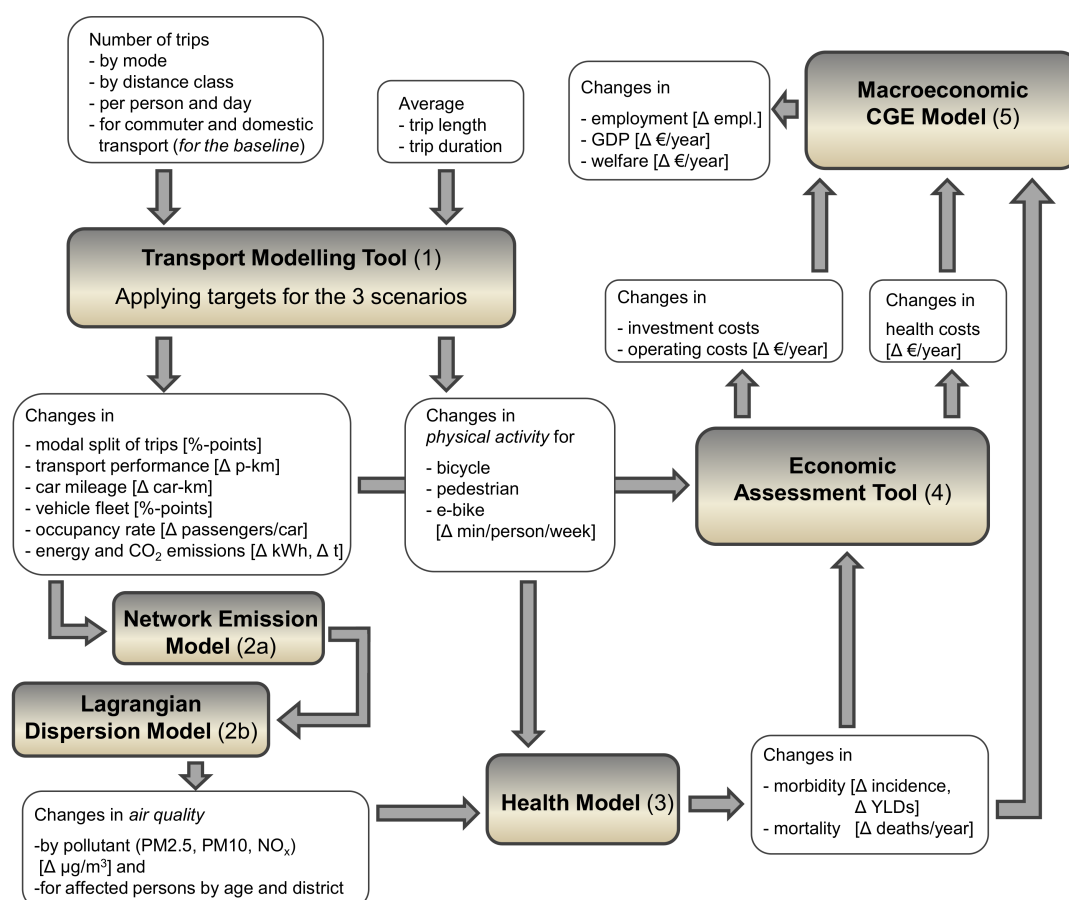 Number of trips
- by mode
- by distance class
- per person and day
- for commuter and domestic
transport (for the baseline)
Average
- trip length
- trip duration
Changes in
- employment [Δ empl.]
- GDP [Δ €/year]
- welfare [Δ €/year]
Macroeconomic
CGE Model (5)
Transport Modelling Tool (1)
Applying targets for the 3 scenarios
Changes in
- investment costs
- operating costs [Δ €/year]
Changes in
health costs
[Δ €/year]
Changes in
- modal split of trips [%-points]
- transport performance [Δ p-km]
- car mileage [Δ car-km]
- vehicle fleet [%-points]
- occupancy rate [Δ passengers/car]
- energy and CO₂ emissions [Δ kWh, Δ t]
Changes in
physical activity for
- bicycle
- pedestrian
- e-bike
[Δ min/person/week]
Economic
Assessment Tool (4)
Network Emission
Model (2a)
Lagrangian
Dispersion Model (2b)
Changes in air quality
-by pollutant (PM2.5, PM10, NOₓ)
[Δ µg/m³] and
-for affected persons by age and district
Health Model (3)
Changes in
- morbidity [Δ incidence,
Δ YLDs]
- mortality [Δ deaths/year]